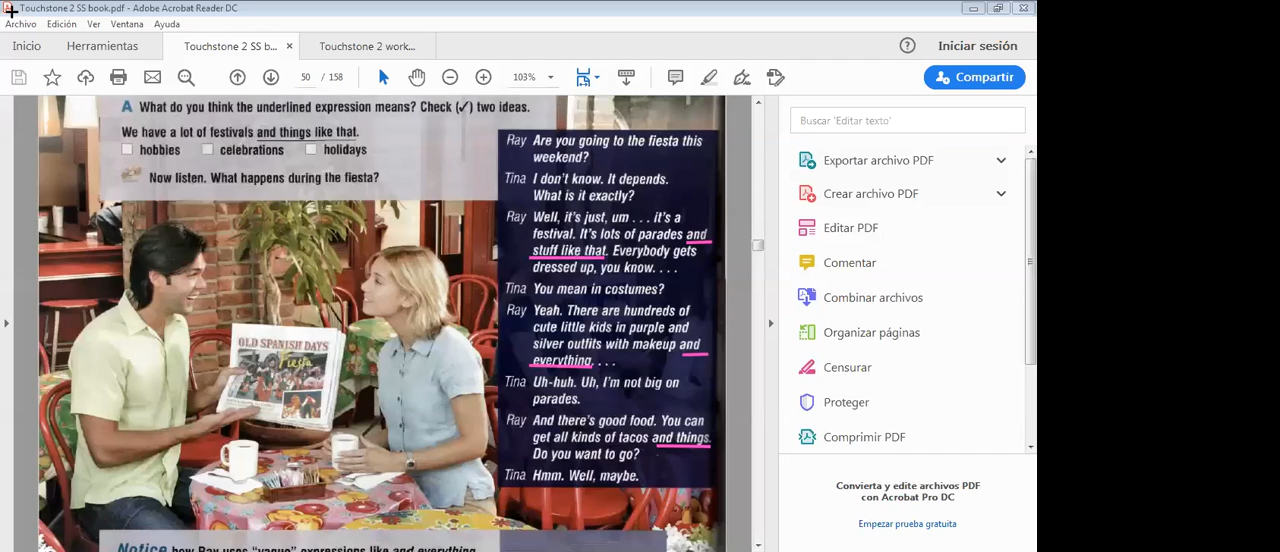 Touchstone 2 SS book.pdf - Adobe Acrobat Reader DC
Archivo Edición Ver Ventana Ayuda
Inicio Herramientas Touchstone 2 SS b... × Touchstone 2 work... Iniciar sesión
50 / 158 103% Compartir
A What do you think the underlined expression means? Check (✓) two ideas.
We have a lot of festivals and things like that.
hobbies celebrations holidays
Now listen. What happens during the fiesta?
Ray Are you going to the fiesta this
weekend?
Tina I don't know. It depends.
What is it exactly?
Ray Well, it's just, um . . . it's a
festival. It's lots of parades and
stuff like that. Everybody gets
dressed up, you know. . . .
Tina You mean in costumes?
Ray Yeah. There are hundreds of
cute little kids in purple and
silver outfits with makeup and
everything, . . .
Tina Uh-huh. Uh, I'm not big on
parades.
Ray And there's good food. You can
get all kinds of tacos and things.
Do you want to go?
Tina Hmm. Well, maybe.
OLD SPANISH DAYS
Fiesta
Notice how Ray uses "vague" expressions like and everything
Buscar 'Editar texto'
Exportar archivo PDF
Crear archivo PDF
Editar PDF
Comentar
Combinar archivos
Organizar páginas
Censurar
Proteger
Comprimir PDF
Convierta y edite archivos PDF
con Acrobat Pro DC
Empezar prueba gratuita